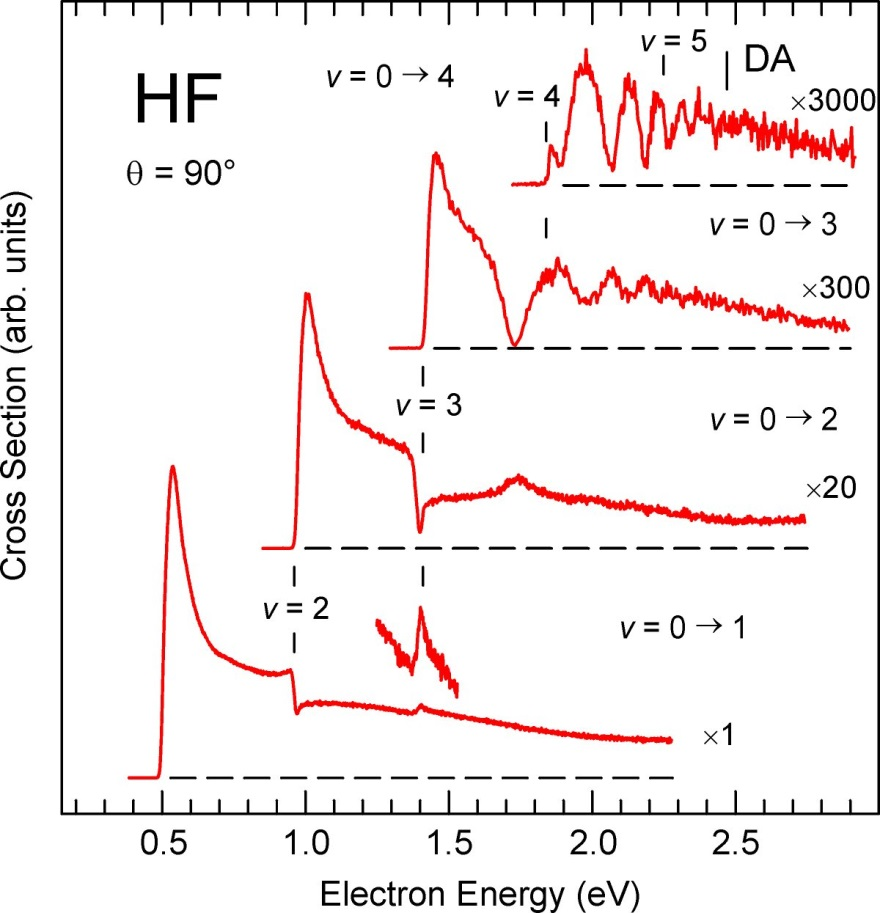 HF
θ = 90°
v = 0 → 4
v = 4
v = 5
DA
×3000
v = 0 → 3
×300
v = 3
v = 0 → 2
×20
v = 2
v = 0 → 1
×1
Cross Section (arb. units)
0.5 1.0 1.5 2.0 2.5
Electron Energy (eV)